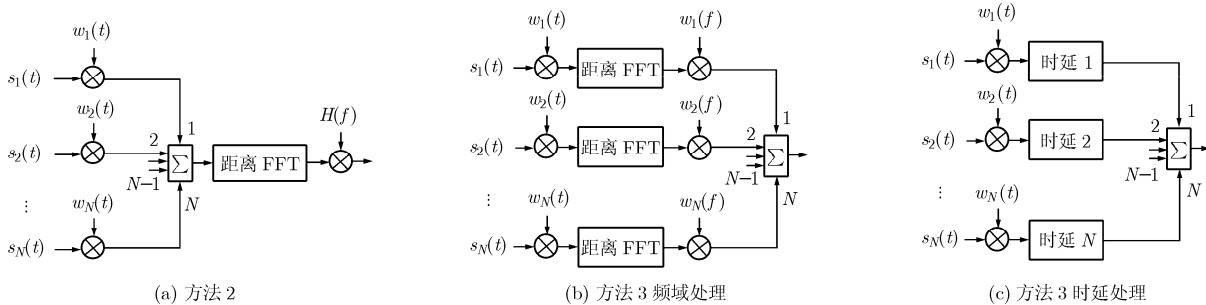 w₁(t)
s₁(t)
w₂(t)
s₂(t)
2
1
N−1
∑
距离 FFT
H(f)
⋮
w_N(t)
N
s_N(t)
(a) 方法 2
w₁(t)
w₁(f)
s₁(t)
距离 FFT
w₂(t)
w₂(f)
s₂(t)
距离 FFT
2
1
N−1
∑
⋮
w_N(t)
w_N(f)
N
s_N(t)
距离 FFT
(b) 方法 3 频域处理
w₁(t)
s₁(t)
时延 1
w₂(t)
s₂(t)
时延 2
2
1
N−1
∑
⋮
w_N(t)
N
s_N(t)
时延 N
(c) 方法 3 时延处理